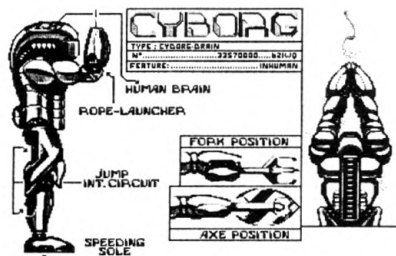 CYBORG
TYPE : CYBORG-BRAIN
FEATURE: INHUMAN
HUMAN BRAIN
ROPE-LAUNCHER
FORK POSITION
JUMP
INT. CIRCUIT
AXE POSITION
SPEEDING
SOLE